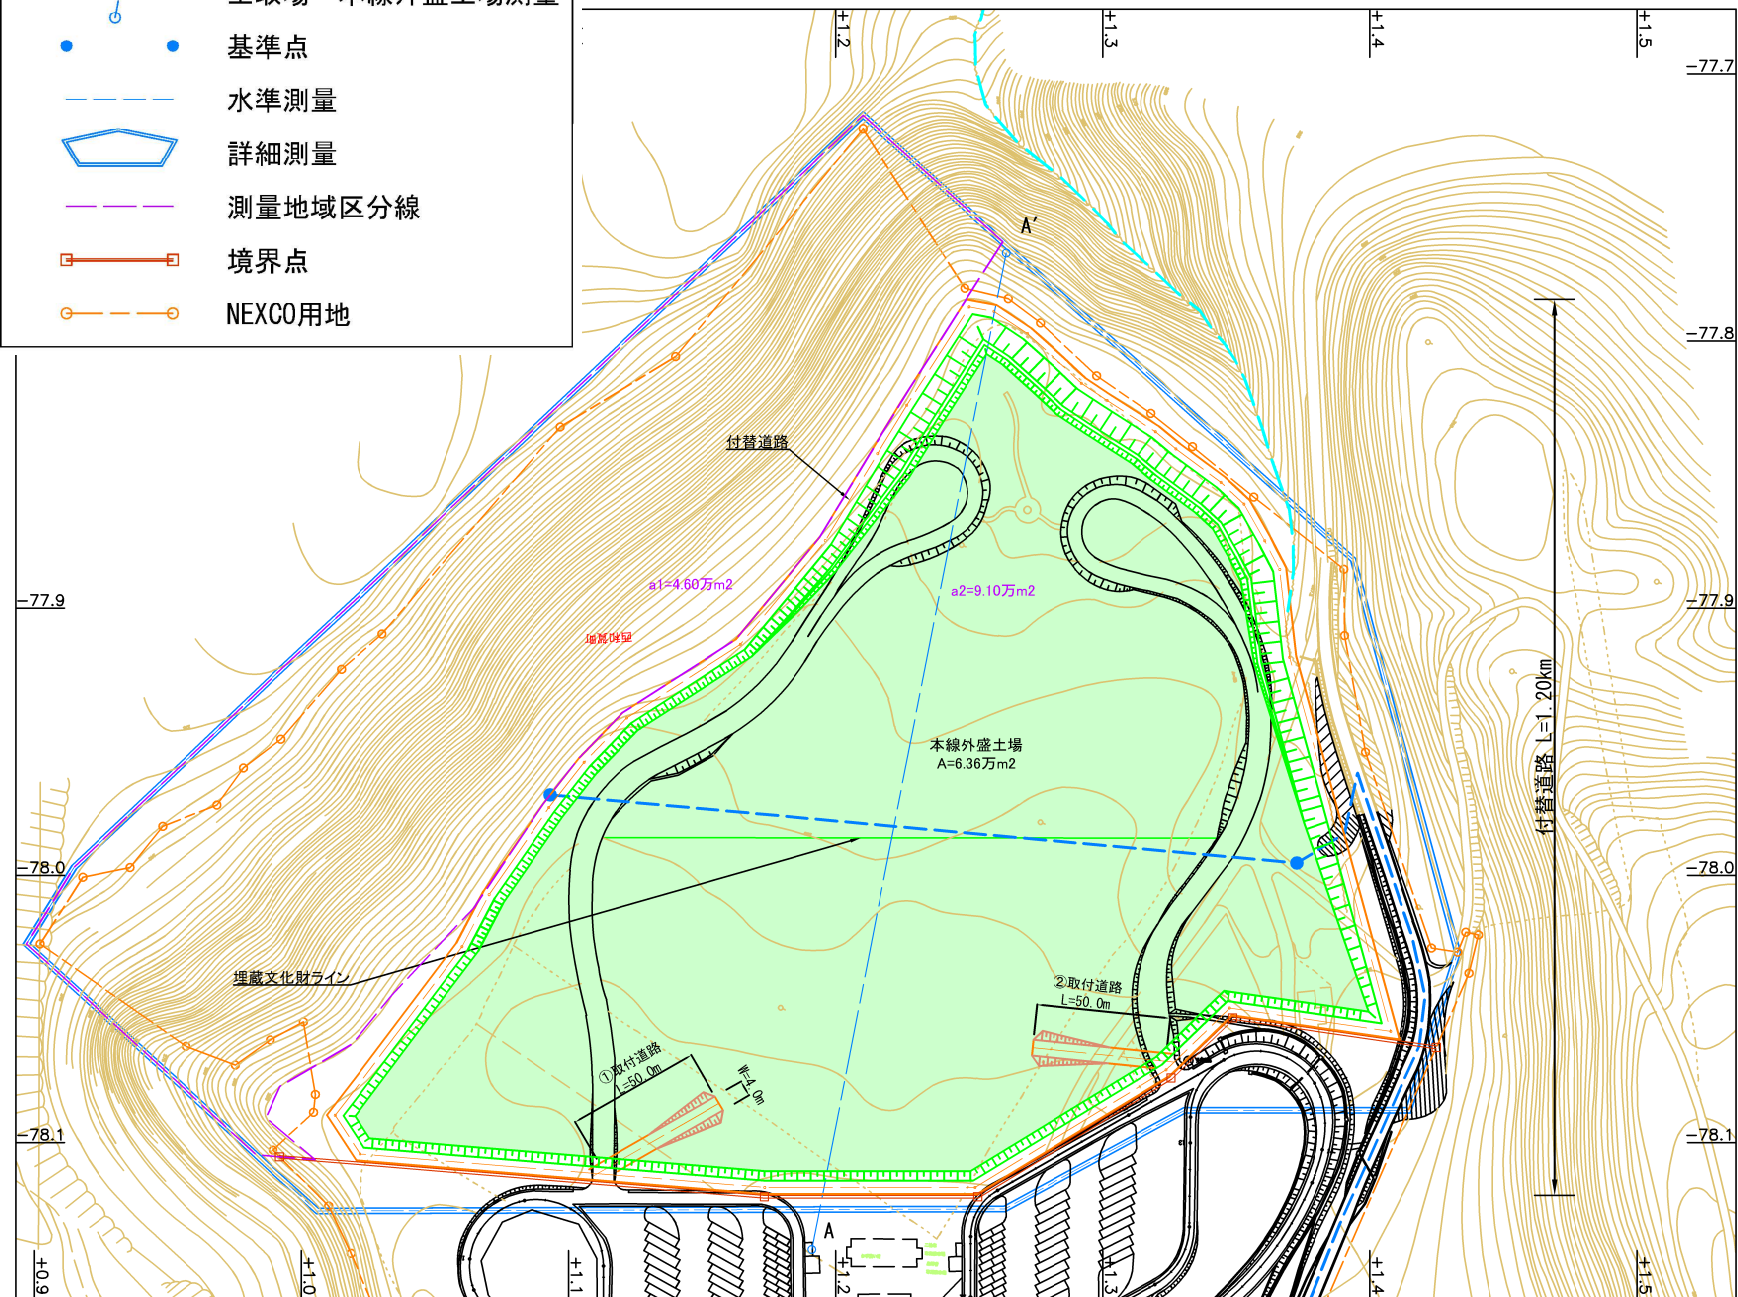 基準点
水準測量
詳細測量
測量地域区分線
境界点
NEXCO用地
+1.2
+1.3
+1.4
+1.5
-77.7
A'
-77.8
付替道路
a1=4.60万m2
a2=9.10万m2
-77.9
-77.9
西和賀町
付替道路 L=1.20km
本線外盛土場
A=6.36万m2
-78.0
-78.0
埋蔵文化財ライン
②取付道路
L=50.0m
①取付道路
L=50.0m
W=4.0m
-78.1
-78.1
A
+0.9
+1.0
+1.1
+1.2
+1.3
+1.4
+1.5